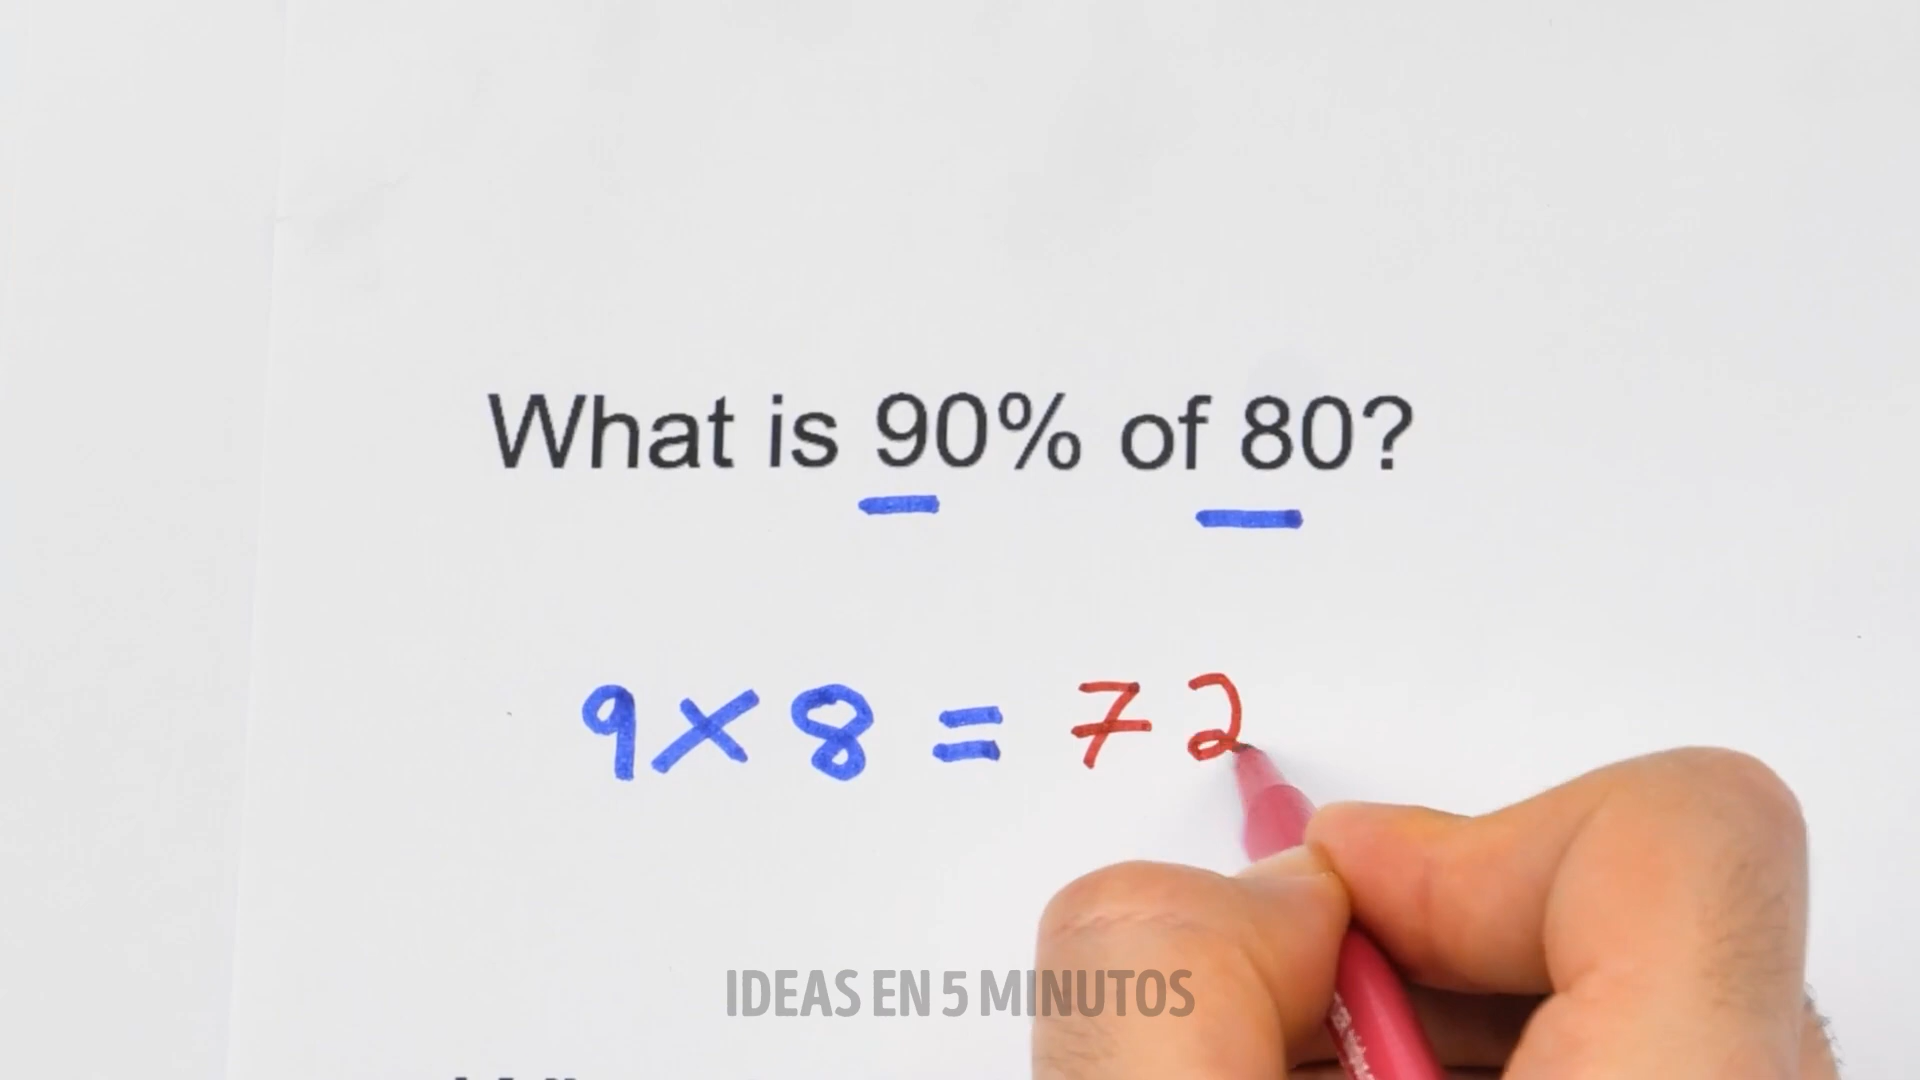 What is 90% of 80?
9 × 8 = 72
IDEAS EN 5 MINUTOS